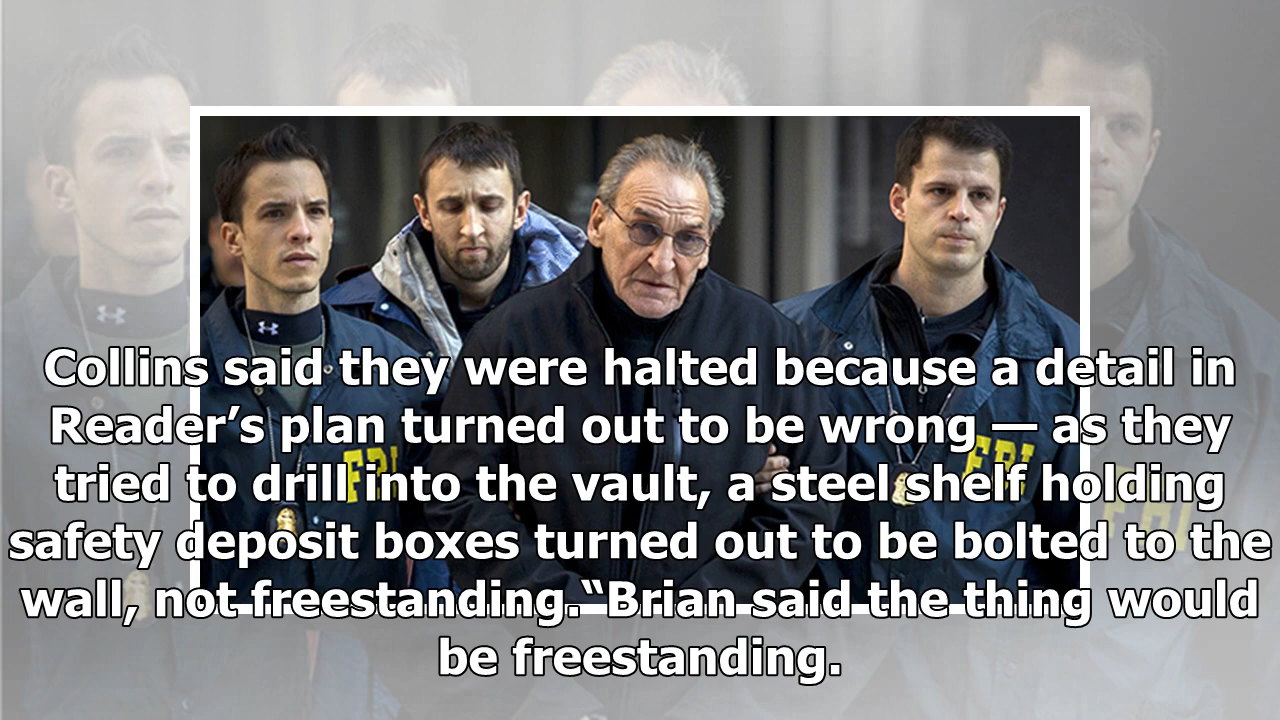 Collins said they were halted because a detail in
Reader’s plan turned out to be wrong — as they
tried to drill into the vault, a steel shelf holding
safety deposit boxes turned out to be bolted to the
wall, not freestanding.“Brian said the thing would
be freestanding.
FBI
FBI